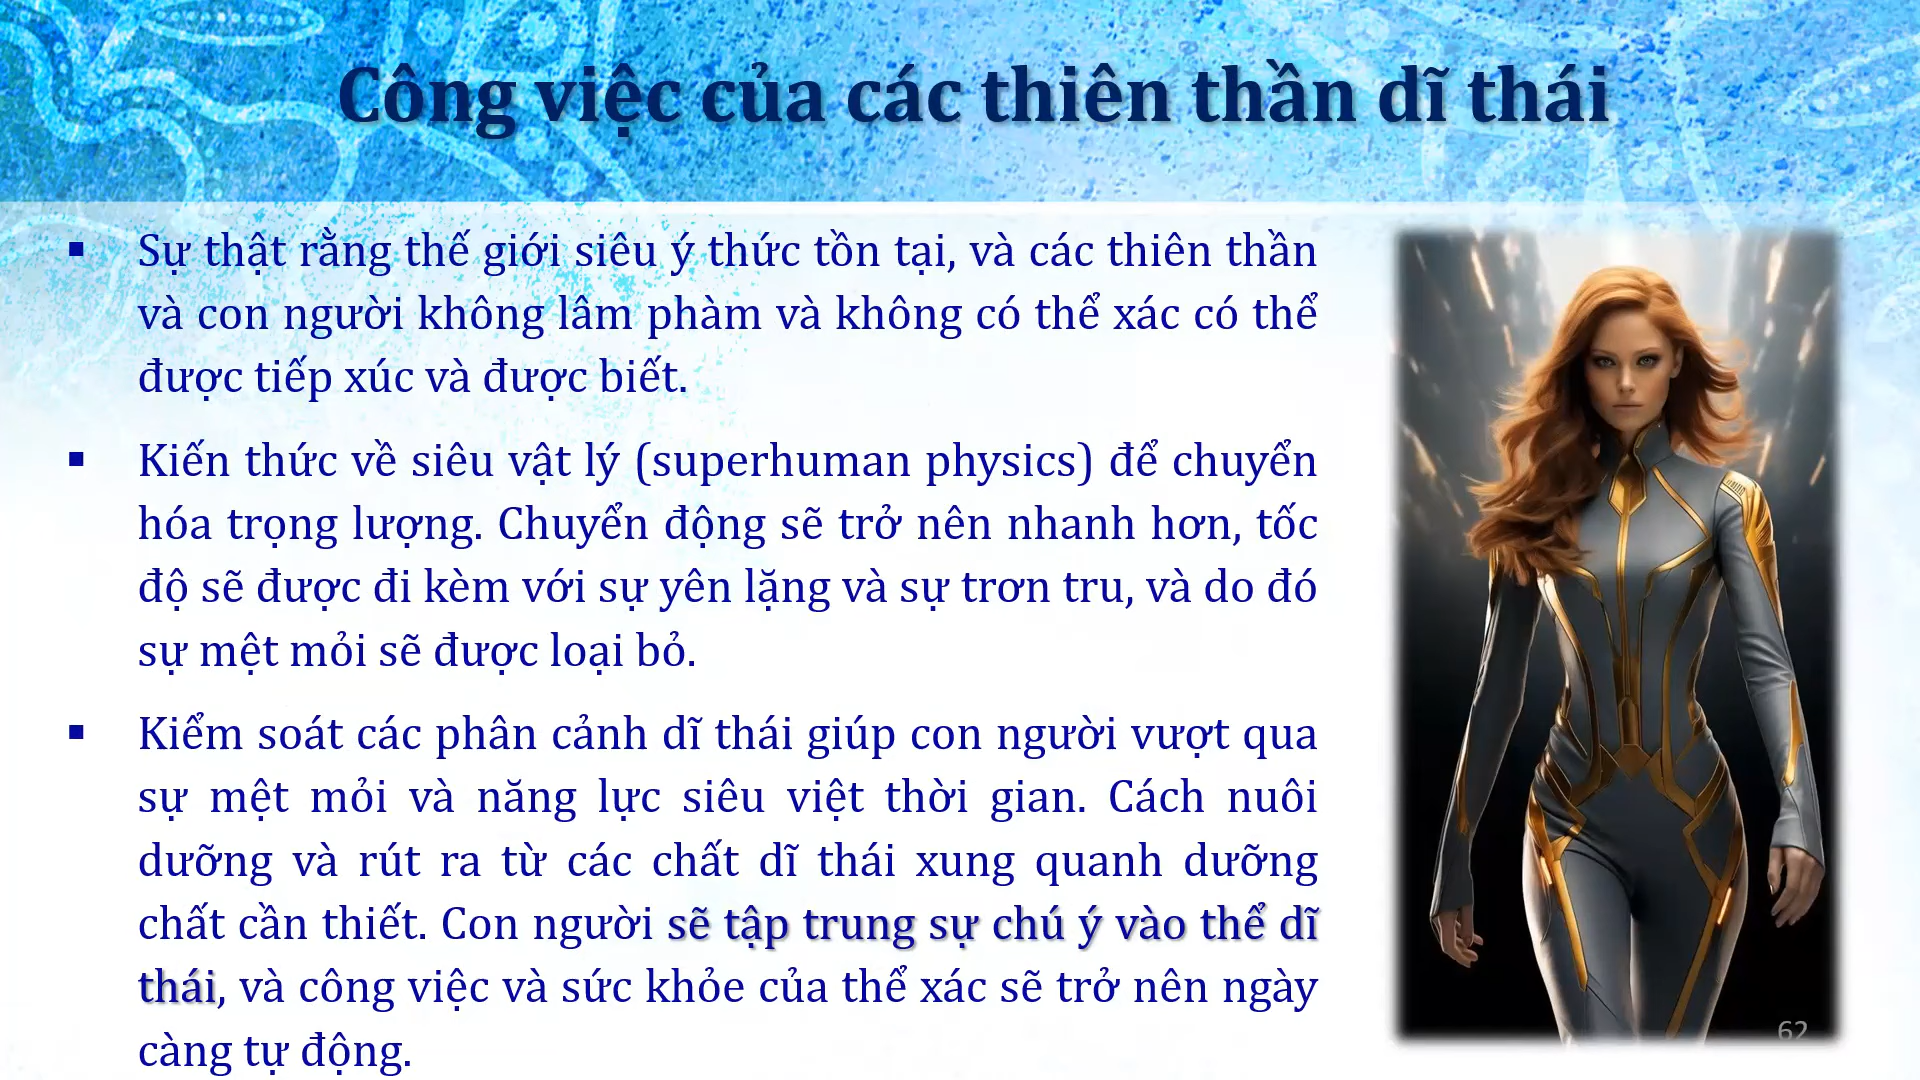 Công việc của các thiên thần dĩ thái
▪ Sự thật rằng thế giới siêu ý thức tồn tại, và các thiên thần
và con người không lâm phàm và không có thể xác có thể
được tiếp xúc và được biết.
▪ Kiến thức về siêu vật lý (superhuman physics) để chuyển
hóa trọng lượng. Chuyển động sẽ trở nên nhanh hơn, tốc
độ sẽ được đi kèm với sự yên lặng và sự trơn tru, và do đó
sự mệt mỏi sẽ được loại bỏ.
▪ Kiểm soát các phân cảnh dĩ thái giúp con người vượt qua
sự mệt mỏi và năng lực siêu việt thời gian. Cách nuôi
dưỡng và rút ra từ các chất dĩ thái xung quanh dưỡng
chất cần thiết. Con người sẽ tập trung sự chú ý vào thể dĩ
thái, và công việc và sức khỏe của thể xác sẽ trở nên ngày
càng tự động.
62